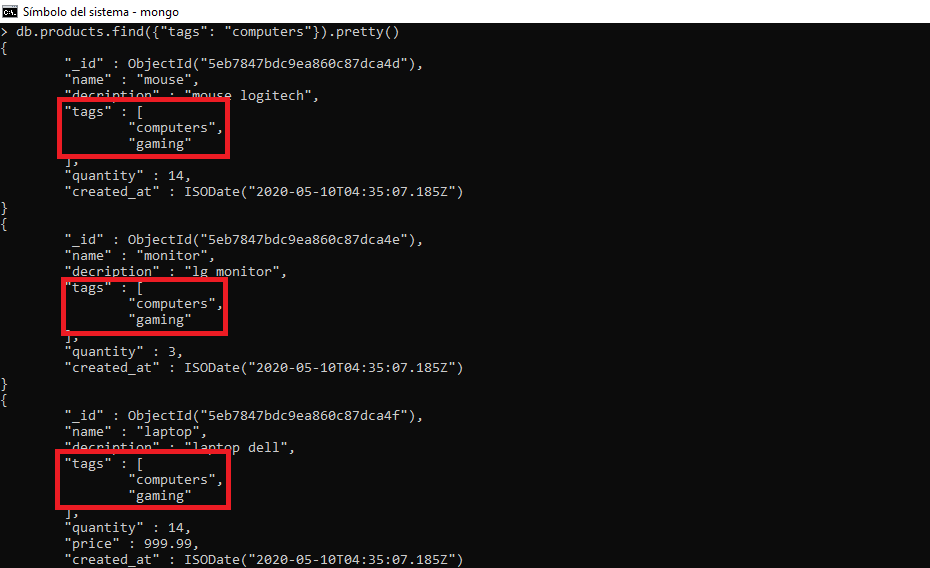 Símbolo del sistema - mongo
> db.products.find({"tags": "computers"}).pretty()
{
"_id" : ObjectId("5eb7847bdc9ea860c87dca4d"),
"name" : "mouse",
"decription" : "mouse logitech",
"tags" : [
"computers",
"gaming"
],
"quantity" : 14,
"created_at" : ISODate("2020-05-10T04:35:07.185Z")
}
{
"_id" : ObjectId("5eb7847bdc9ea860c87dca4e"),
"name" : "monitor",
"decription" : "lg monitor",
"tags" : [
"computers",
"gaming"
],
"quantity" : 3,
"created_at" : ISODate("2020-05-10T04:35:07.185Z")
}
{
"_id" : ObjectId("5eb7847bdc9ea860c87dca4f"),
"name" : "laptop",
"decription" : "laptop dell",
"tags" : [
"computers",
"gaming"
],
"quantity" : 14,
"price" : 999.99,
"created_at" : ISODate("2020-05-10T04:35:07.185Z")